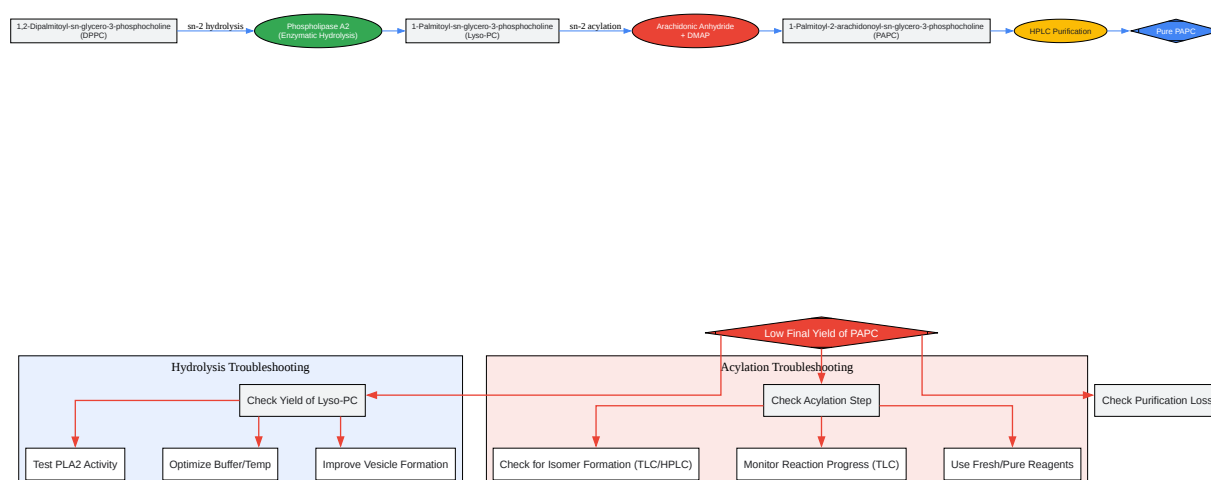 1,2-Dipalmitoyl-sn-glycero-3-phosphocholine
(DPPC)
sn-2 hydrolysis
Phospholipase A2
(Enzymatic Hydrolysis)
1-Palmitoyl-sn-glycero-3-phosphocholine
(Lyso-PC)
sn-2 acylation
Arachidonic Anhydride
+ DMAP
1-Palmitoyl-2-arachidonoyl-sn-glycero-3-phosphocholine
(PAPC)
HPLC Purification
Pure PAPC
Low Final Yield of PAPC
Hydrolysis Troubleshooting
Acylation Troubleshooting
Check Yield of Lyso-PC
Check Acylation Step
Check Purification Loss
Test PLA2 Activity
Optimize Buffer/Temp
Improve Vesicle Formation
Check for Isomer Formation (TLC/HPLC)
Monitor Reaction Progress (TLC)
Use Fresh/Pure Reagents